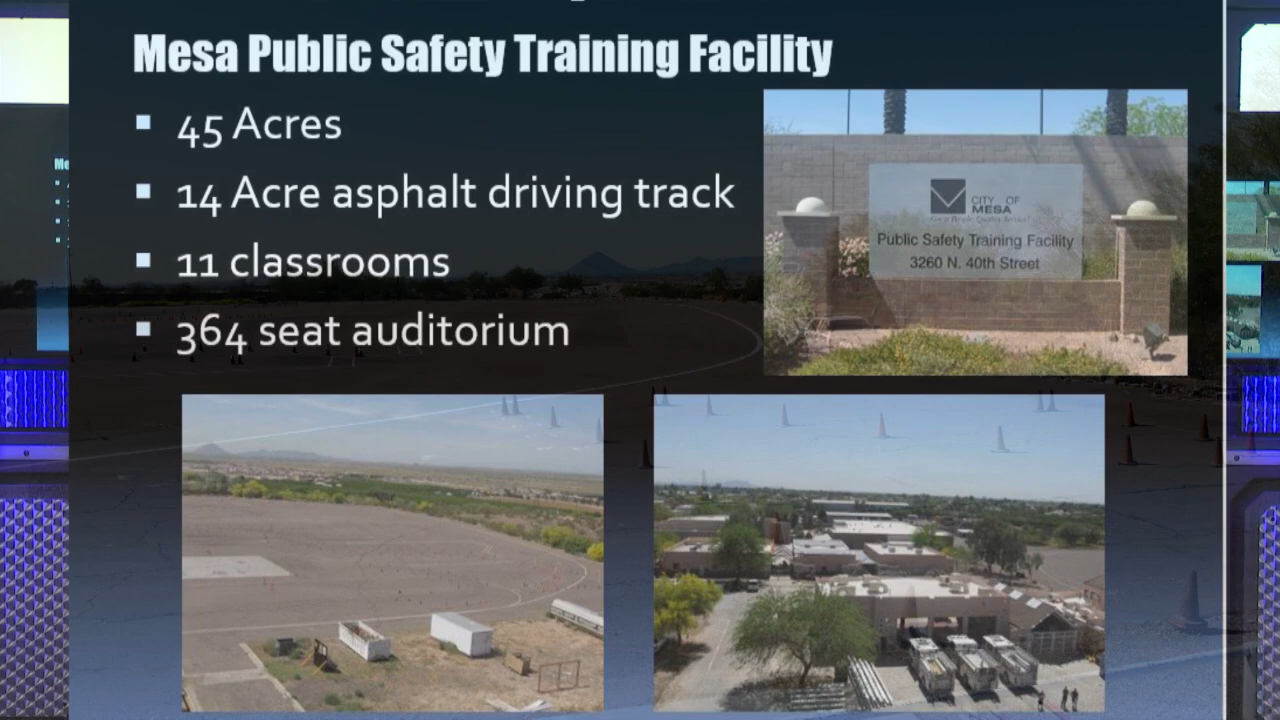 Mesa Public Safety Training Facility
45 Acres
14 Acre asphalt driving track
11 classrooms
364 seat auditorium
CITY OF
MESA
Public Safety Training Facility
3260 N. 40th Street
Me